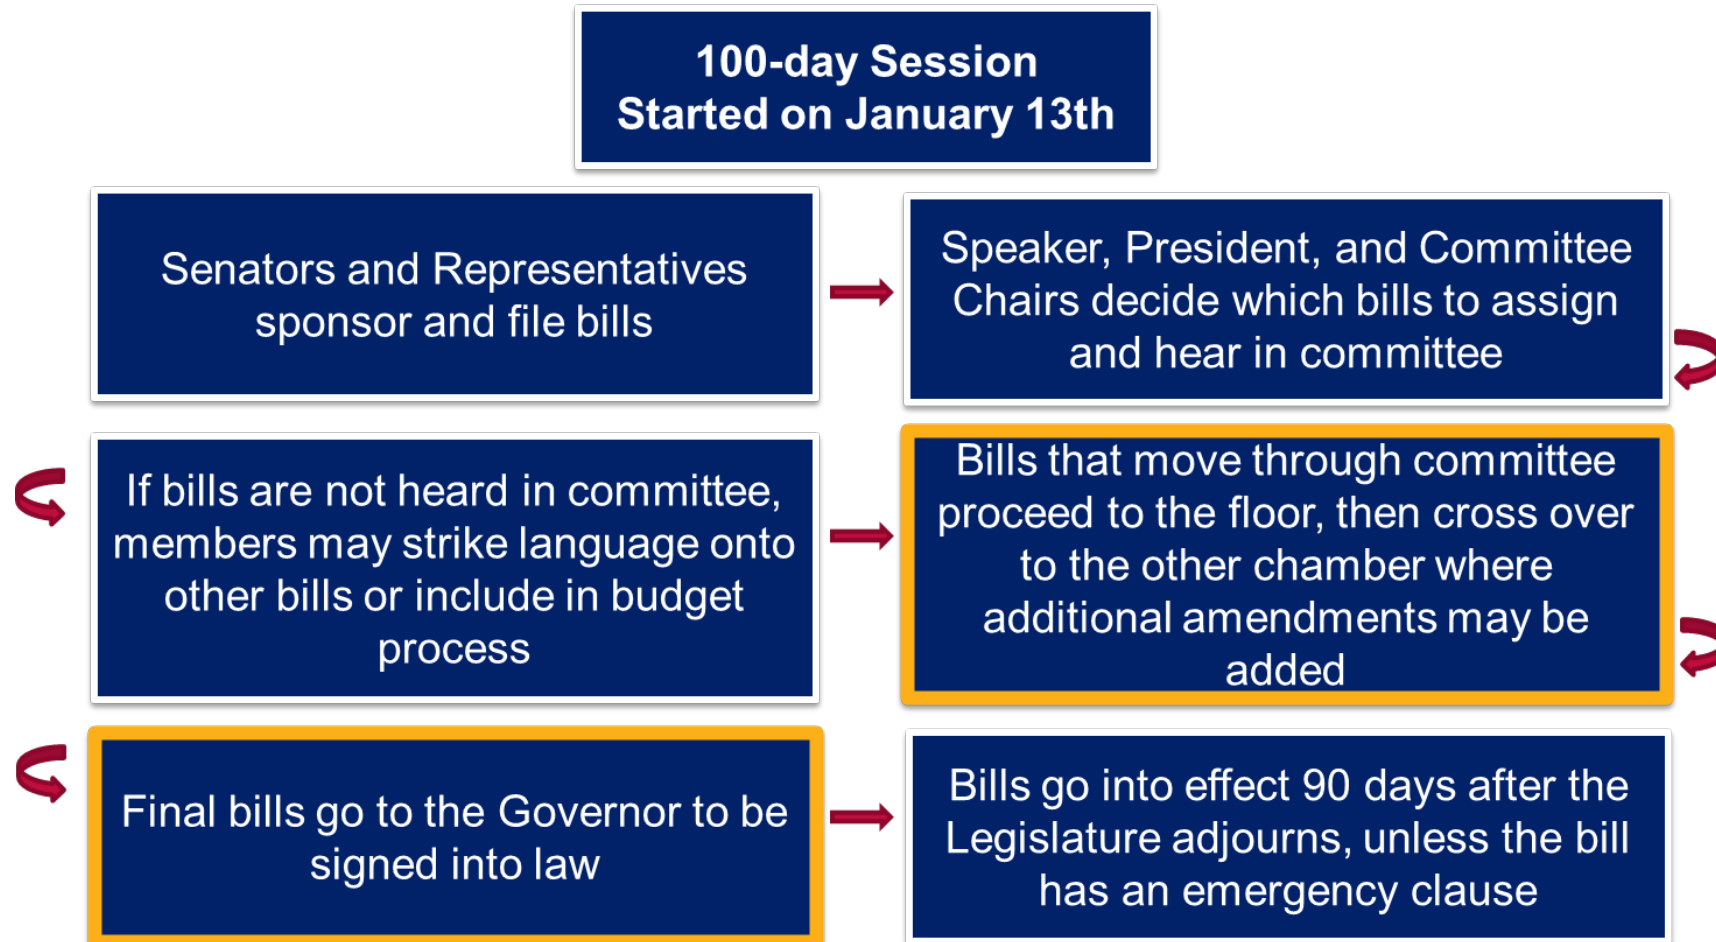 100-day Session
Started on January 13th
Senators and Representatives
sponsor and file bills
Speaker, President, and Committee
Chairs decide which bills to assign
and hear in committee
If bills are not heard in committee,
members may strike language onto
other bills or include in budget
process
Bills that move through committee
proceed to the floor, then cross over
to the other chamber where
additional amendments may be
added
Final bills go to the Governor to be
signed into law
Bills go into effect 90 days after the
Legislature adjourns, unless the bill
has an emergency clause